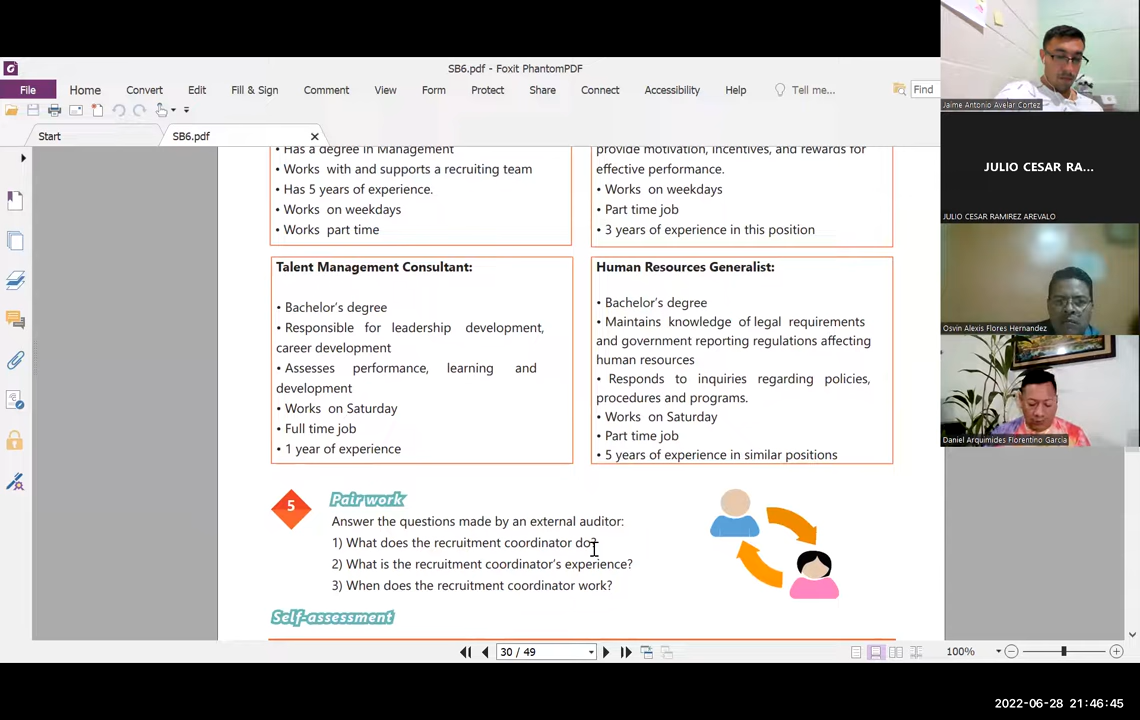 SB6.pdf - Foxit PhantomPDF
File Home Convert Edit Fill & Sign Comment View Form Protect Share Connect Accessibility Help Tell me... Find
Start SB6.pdf
• Has a degree in Management
• Works with and supports a recruiting team
• Has 5 years of experience.
• Works on weekdays
• Works part time
provide motivation, incentives, and rewards for
effective performance.
• Works on weekdays
• Part time job
• 3 years of experience in this position
Talent Management Consultant:
• Bachelor's degree
• Responsible for leadership development,
career development
• Assesses performance, learning and
development
• Works on Saturday
• Full time job
• 1 year of experience
Human Resources Generalist:
• Bachelor's degree
• Maintains knowledge of legal requirements
and government reporting regulations affecting
human resources
• Responds to inquiries regarding policies,
procedures and programs.
• Works on Saturday
• Part time job
• 5 years of experience in similar positions
5
Pair work
Answer the questions made by an external auditor:
1) What does the recruitment coordinator do?
2) What is the recruitment coordinator's experience?
3) When does the recruitment coordinator work?
Self-assessment
30 / 49
100%
Jaime Antonio Avelar Cortez
JULIO CESAR RA...
JULIO CESAR RAMIREZ AREVALO
Osvin Alexis Flores Hernandez
Daniel Arquimides Florentino Garcia
2022-06-28 21:46:45